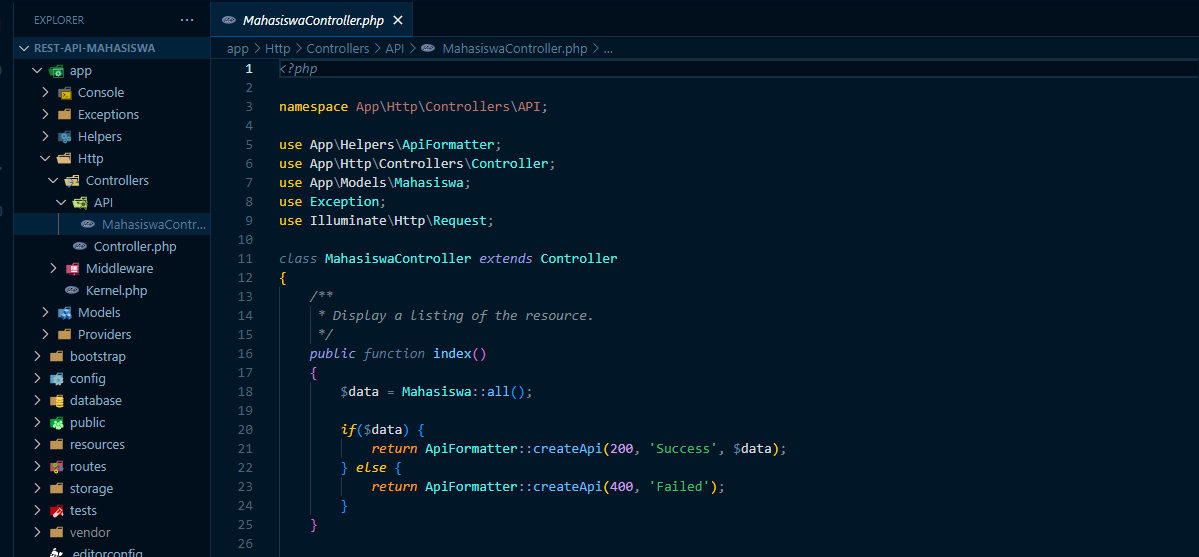 EXPLORER ...
REST-API-MAHASISWA
app
Console
Exceptions
Helpers
Http
Controllers
API
MahasiswaContr...
Controller.php
Middleware
Kernel.php
Models
Providers
bootstrap
config
database
public
resources
routes
storage
tests
vendor
.editorconfig
MahasiswaController.php
app > Http > Controllers > API > MahasiswaController.php > ...
1 <?php
2
3 namespace App\Http\Controllers\API;
4
5 use App\Helpers\ApiFormatter;
6 use App\Http\Controllers\Controller;
7 use App\Models\Mahasiswa;
8 use Exception;
9 use Illuminate\Http\Request;
10
11 class MahasiswaController extends Controller
12 {
13 /**
14 * Display a listing of the resource.
15 */
16 public function index()
17 {
18 $data = Mahasiswa::all();
19
20 if($data) {
21 return ApiFormatter::createApi(200, 'Success', $data);
22 } else {
23 return ApiFormatter::createApi(400, 'Failed');
24 }
25 }
26